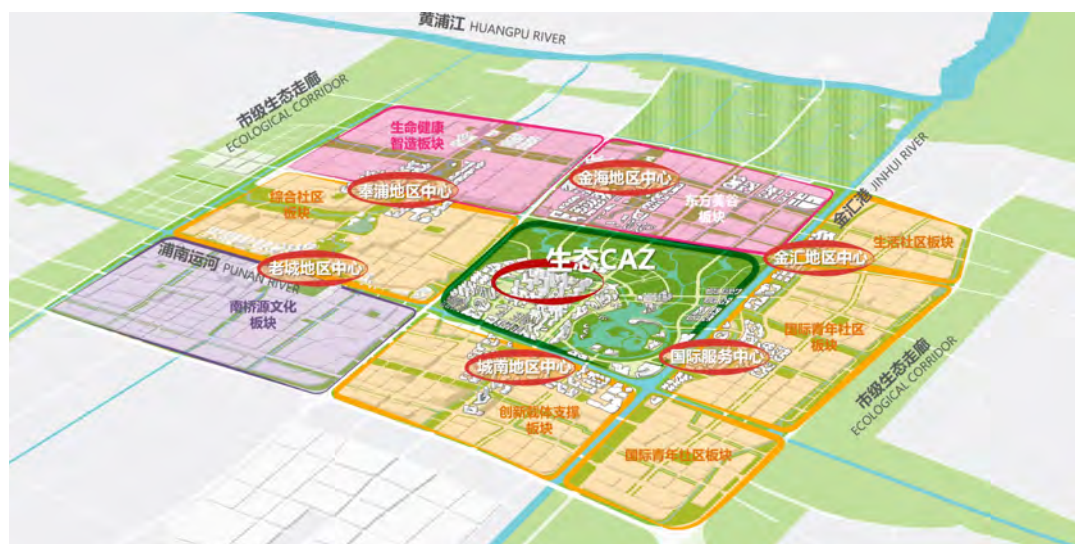 黄浦江 HUANGPU RIVER
市级生态走廊
ECOLOGICAL CORRIDOR
生命健康
智造板块
奉浦地区中心
金海地区中心
东方美谷
板块
综合社区
板块
金汇港 JINHUI RIVER
生活社区板块
金汇地区中心
生态CAZ
浦南运河 PUNAN RIVER
老城地区中心
南桥源文化
板块
国际青年社区
板块
国际服务中心
城南地区中心
市级生态走廊
ECOLOGICAL CORRIDOR
创新载体支撑
板块
国际青年社区板块